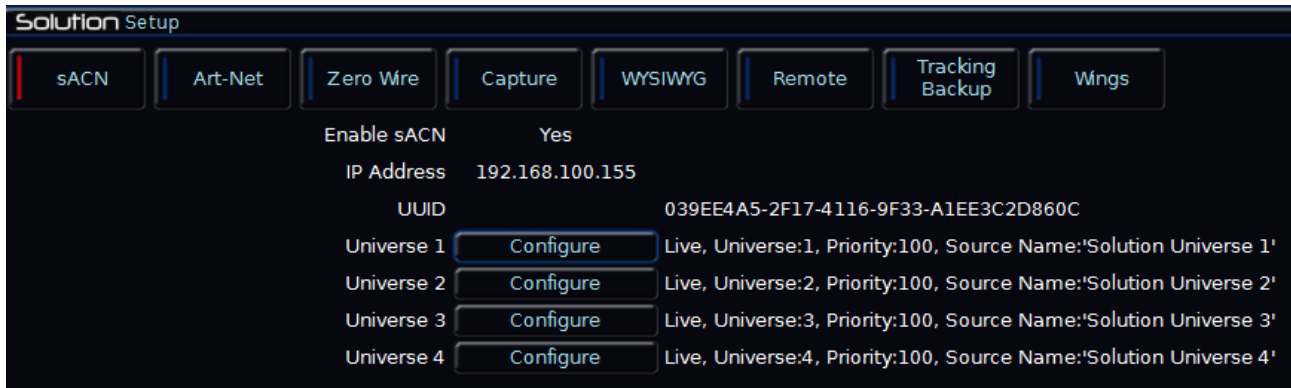 Solution Setup
sACN Art-Net Zero Wire Capture WYSIWYG Remote Tracking Backup Wings
Enable sACN Yes
IP Address 192.168.100.155
UUID 039EE4A5-2F17-4116-9F33-A1EE3C2D860C
Universe 1 Configure Live, Universe:1, Priority:100, Source Name:'Solution Universe 1'
Universe 2 Configure Live, Universe:2, Priority:100, Source Name:'Solution Universe 2'
Universe 3 Configure Live, Universe:3, Priority:100, Source Name:'Solution Universe 3'
Universe 4 Configure Live, Universe:4, Priority:100, Source Name:'Solution Universe 4'